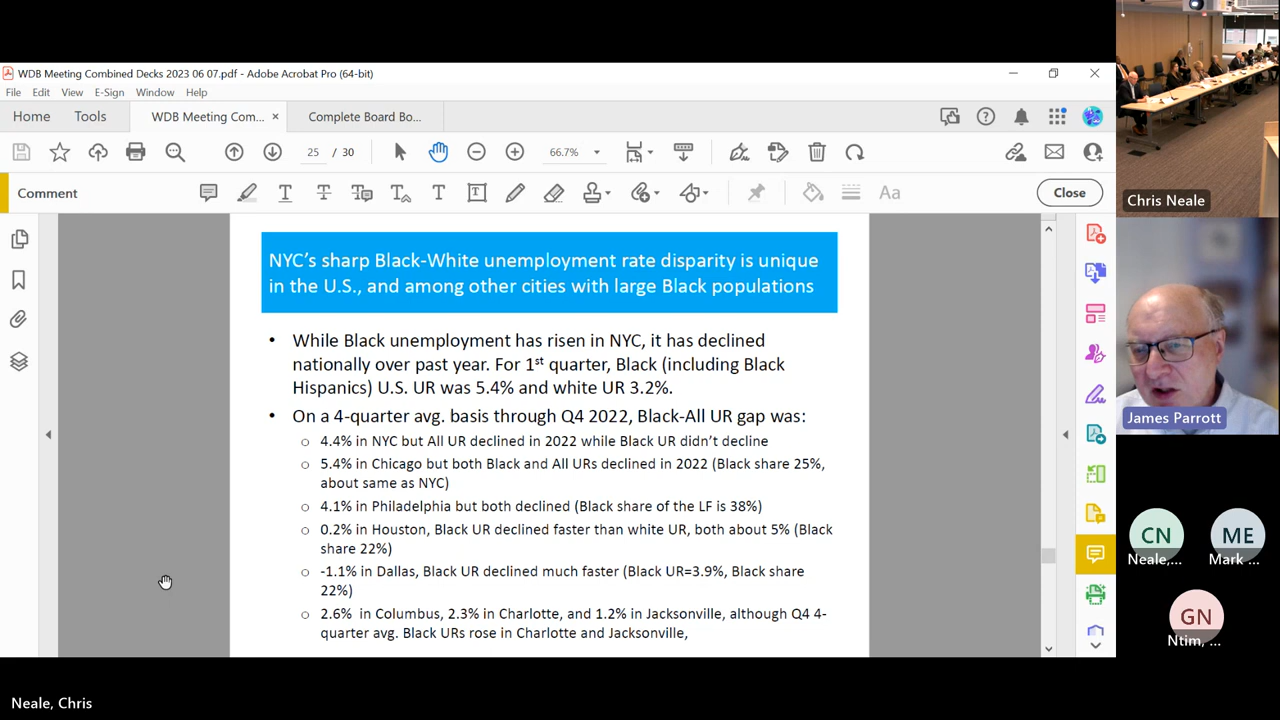 WDB Meeting Combined Decks 2023 06 07.pdf - Adobe Acrobat Pro (64-bit)
File Edit View E-Sign Window Help
Home Tools WDB Meeting Com... × Complete Board Bo...
25 / 30 66.7%
Comment Close
NYC's sharp Black-White unemployment rate disparity is unique
in the U.S., and among other cities with large Black populations
• While Black unemployment has risen in NYC, it has declined
nationally over past year. For 1st quarter, Black (including Black
Hispanics) U.S. UR was 5.4% and white UR 3.2%.
• On a 4-quarter avg. basis through Q4 2022, Black-All UR gap was:
o 4.4% in NYC but All UR declined in 2022 while Black UR didn't decline
o 5.4% in Chicago but both Black and All URs declined in 2022 (Black share 25%,
about same as NYC)
o 4.1% in Philadelphia but both declined (Black share of the LF is 38%)
o 0.2% in Houston, Black UR declined faster than white UR, both about 5% (Black
share 22%)
o -1.1% in Dallas, Black UR declined much faster (Black UR=3.9%, Black share
22%)
o 2.6% in Columbus, 2.3% in Charlotte, and 1.2% in Jacksonville, although Q4 4-
quarter avg. Black URs rose in Charlotte and Jacksonville,
Chris Neale
James Parrott
CN ME
Neale,... Mark ...
GN
Ntim, ...
Neale, Chris